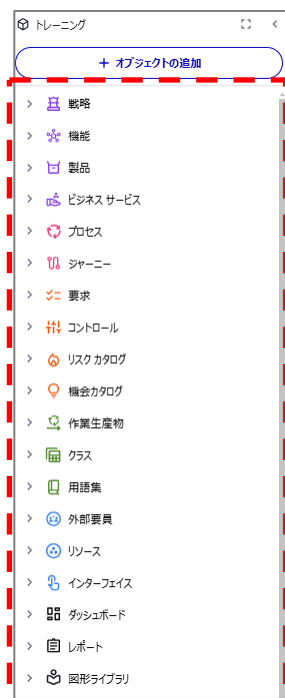 トレーニング
+ オブジェクトの追加
戦略
機能
製品
ビジネス サービス
プロセス
ジャーニー
要求
コントロール
リスク カタログ
機会カタログ
作業生産物
クラス
用語集
外部要員
リソース
インターフェイス
ダッシュボード
レポート
図形ライブラリ